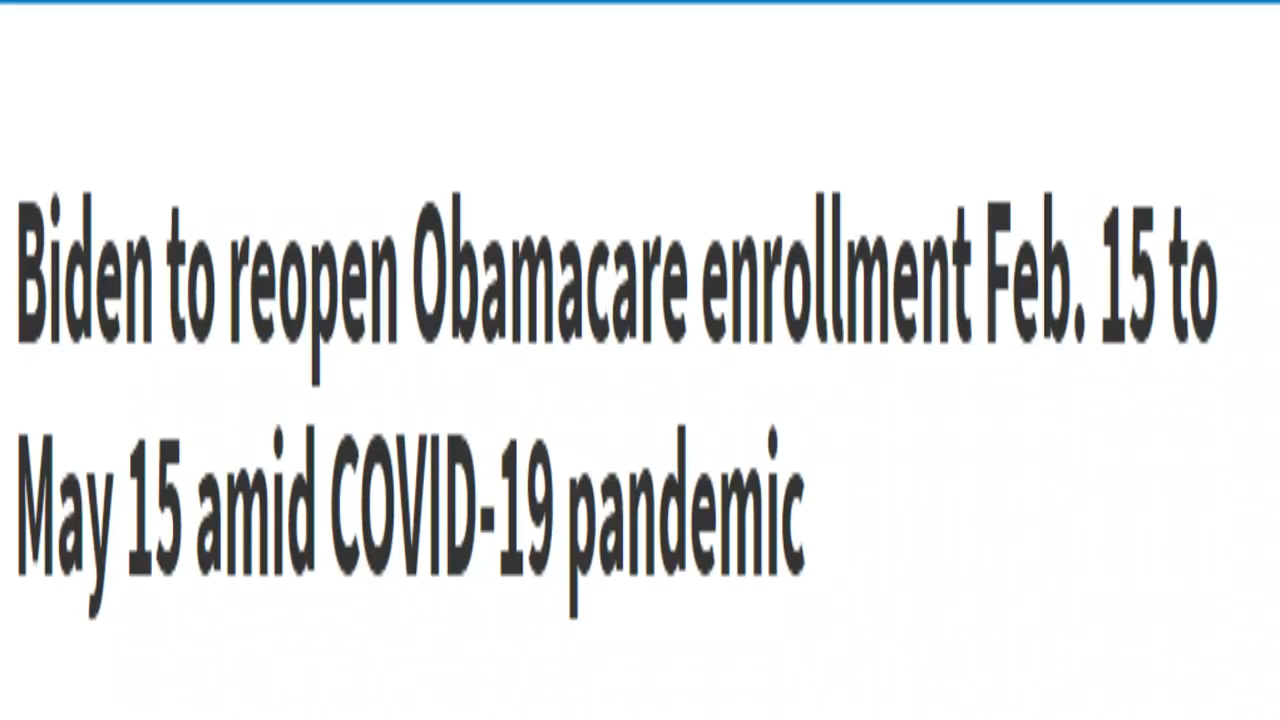 Biden to reopen Obamacare enrollment Feb. 15 to
May 15 amid COVID-19 pandemic